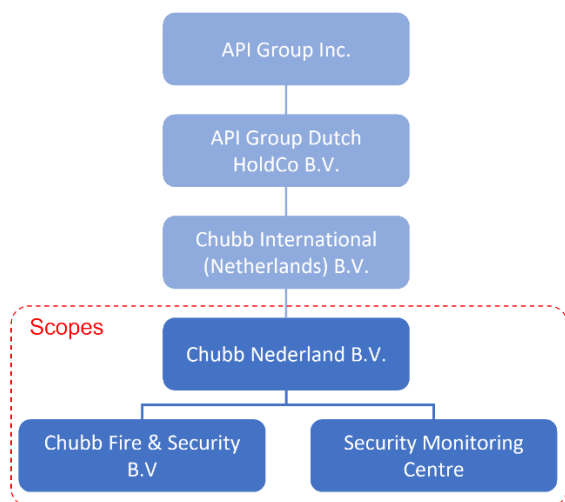 API Group Inc.
API Group Dutch
HoldCo B.V.
Chubb International
(Netherlands) B.V.
Scopes
Chubb Nederland B.V.
Chubb Fire & Security
B.V
Security Monitoring
Centre